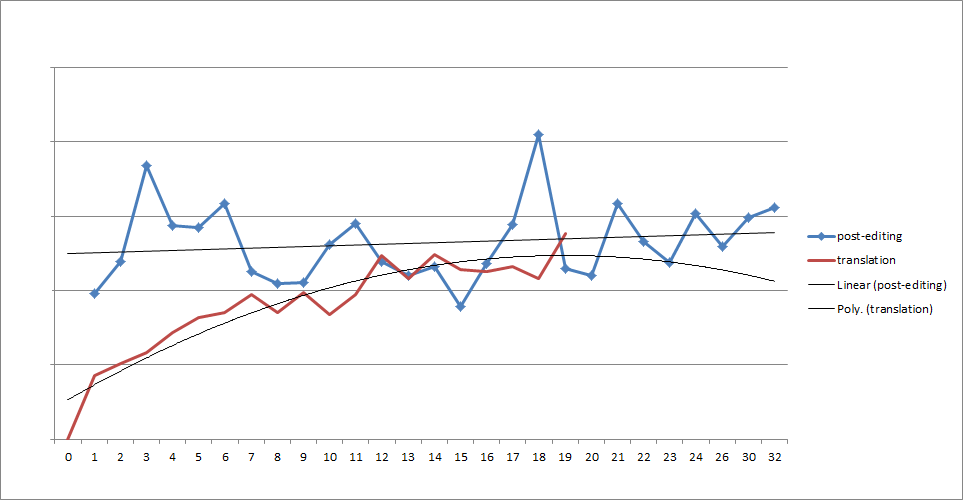 post-editing
translation
Linear (post-editing)
Poly. (translation)
0 1 2 3 4 5 6 7 8 9 10 11 12 13 14 15 16 17 18 19 20 21 22 23 24 26 30 32